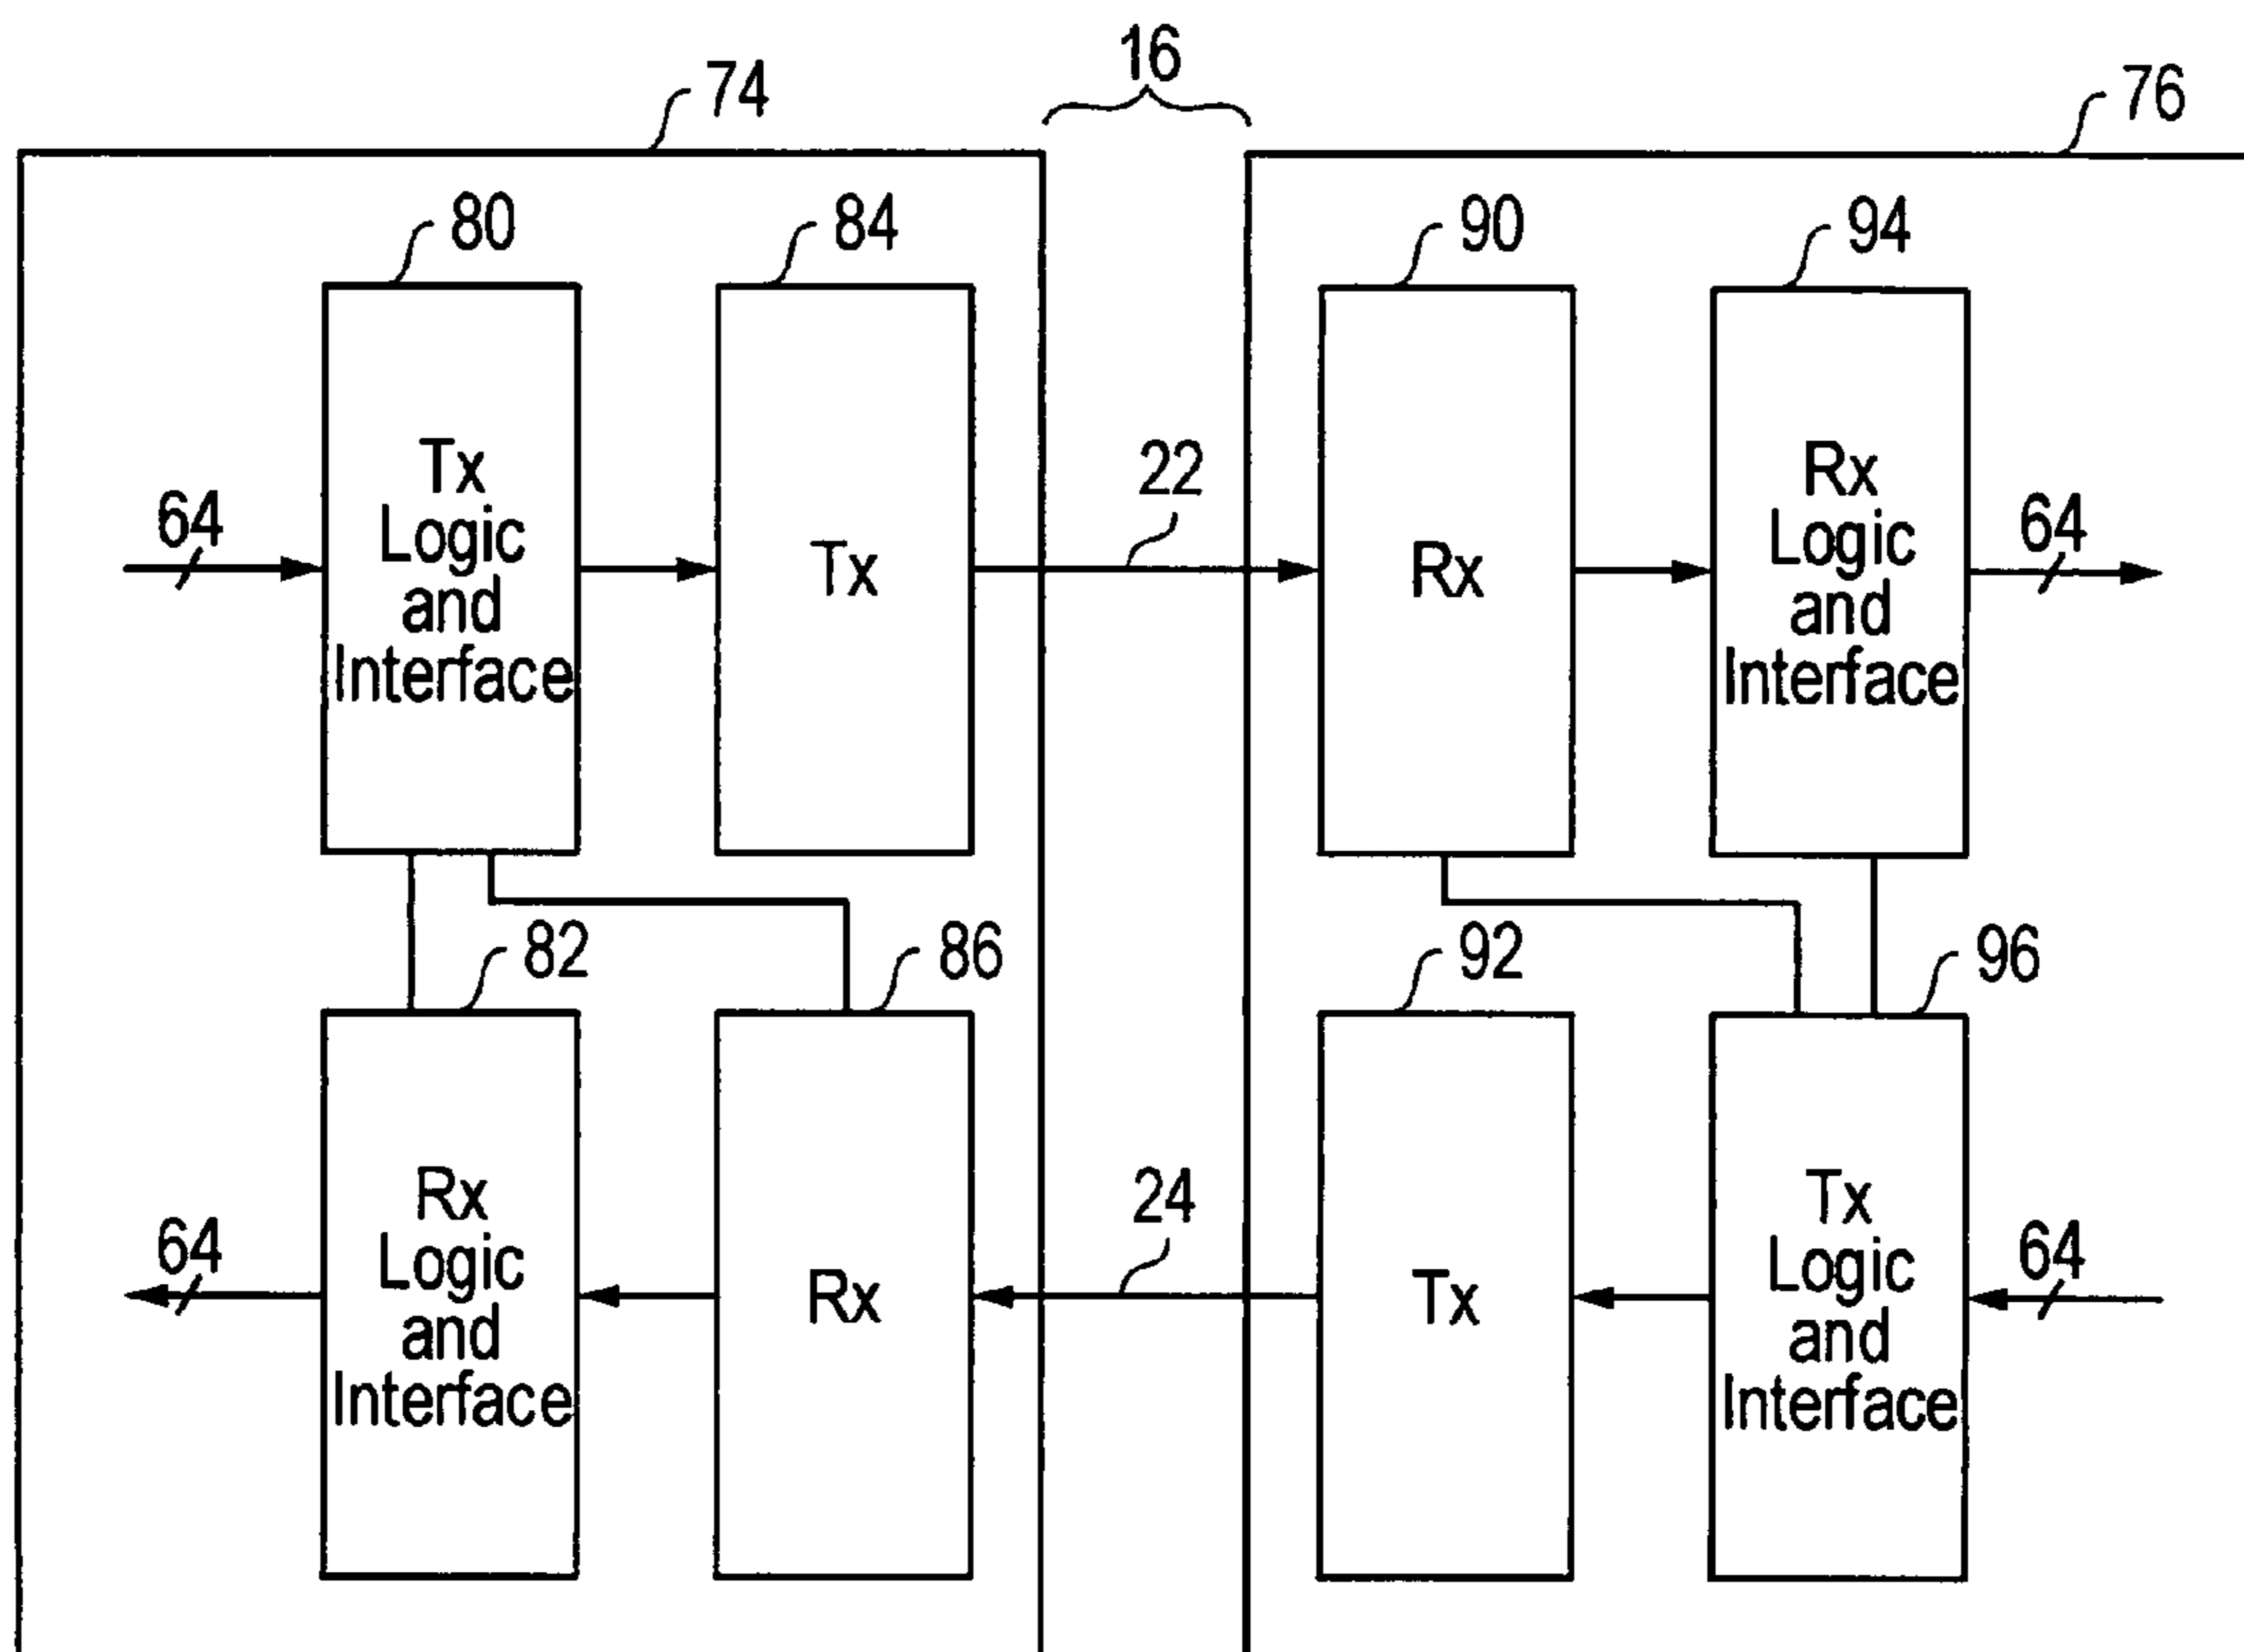 16
74
76
80
84
90
94
Tx
Logic
and
Interface
Tx
Rx
Rx
Logic
and
Interface
64
22
64
82
86
92
96
Rx
Logic
and
Interface
Rx
Tx
Tx
Logic
and
Interface
64
24
64